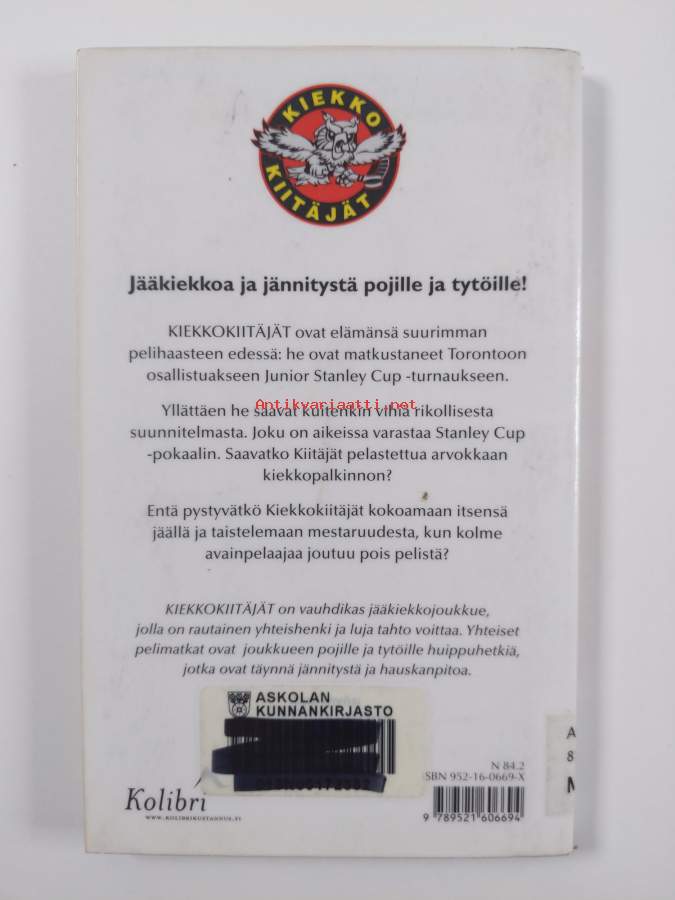 KIEKKO
KIITÄJÄT
Jääkiekkoa ja jännitystä pojille ja tytöille!
KIEKKOKIITÄJÄT ovat elämänsä suurimman
pelihaasteen edessä: he ovat matkustaneet Torontoon
osallistuakseen Junior Stanley Cup -turnaukseen.
Antikvariaatti.net
Yllättäen he saavat kuitenkin vihiä rikollisesta
suunnitelmasta. Joku on aikeissa varastaa Stanley Cup
-pokaalin. Saavatko Kiitäjät pelastettua arvokkaan
kiekkopalkinnon?
Entä pystyvätkö Kiekkokiitäjät kokoamaan itsensä
jäällä ja taistelemaan mestaruudesta, kun kolme
avainpelaajaa joutuu pois pelistä?
KIEKKOKIITÄJÄT on vauhdikas jääkiekkojoukkue,
jolla on rautainen yhteishenki ja luja tahto voittaa. Yhteiset
pelimatkat ovat joukkueen pojille ja tytöille huippuhetkiä,
jotka ovat täynnä jännitystä ja hauskanpitoa.
ASKOLAN
KUNNANKIRJASTO
A
8
M
N 84.2
ISBN 952-16-0669-X
Kolibri
WWW.KOLIBRIKUSTANNUS.FI
9 789521 606694